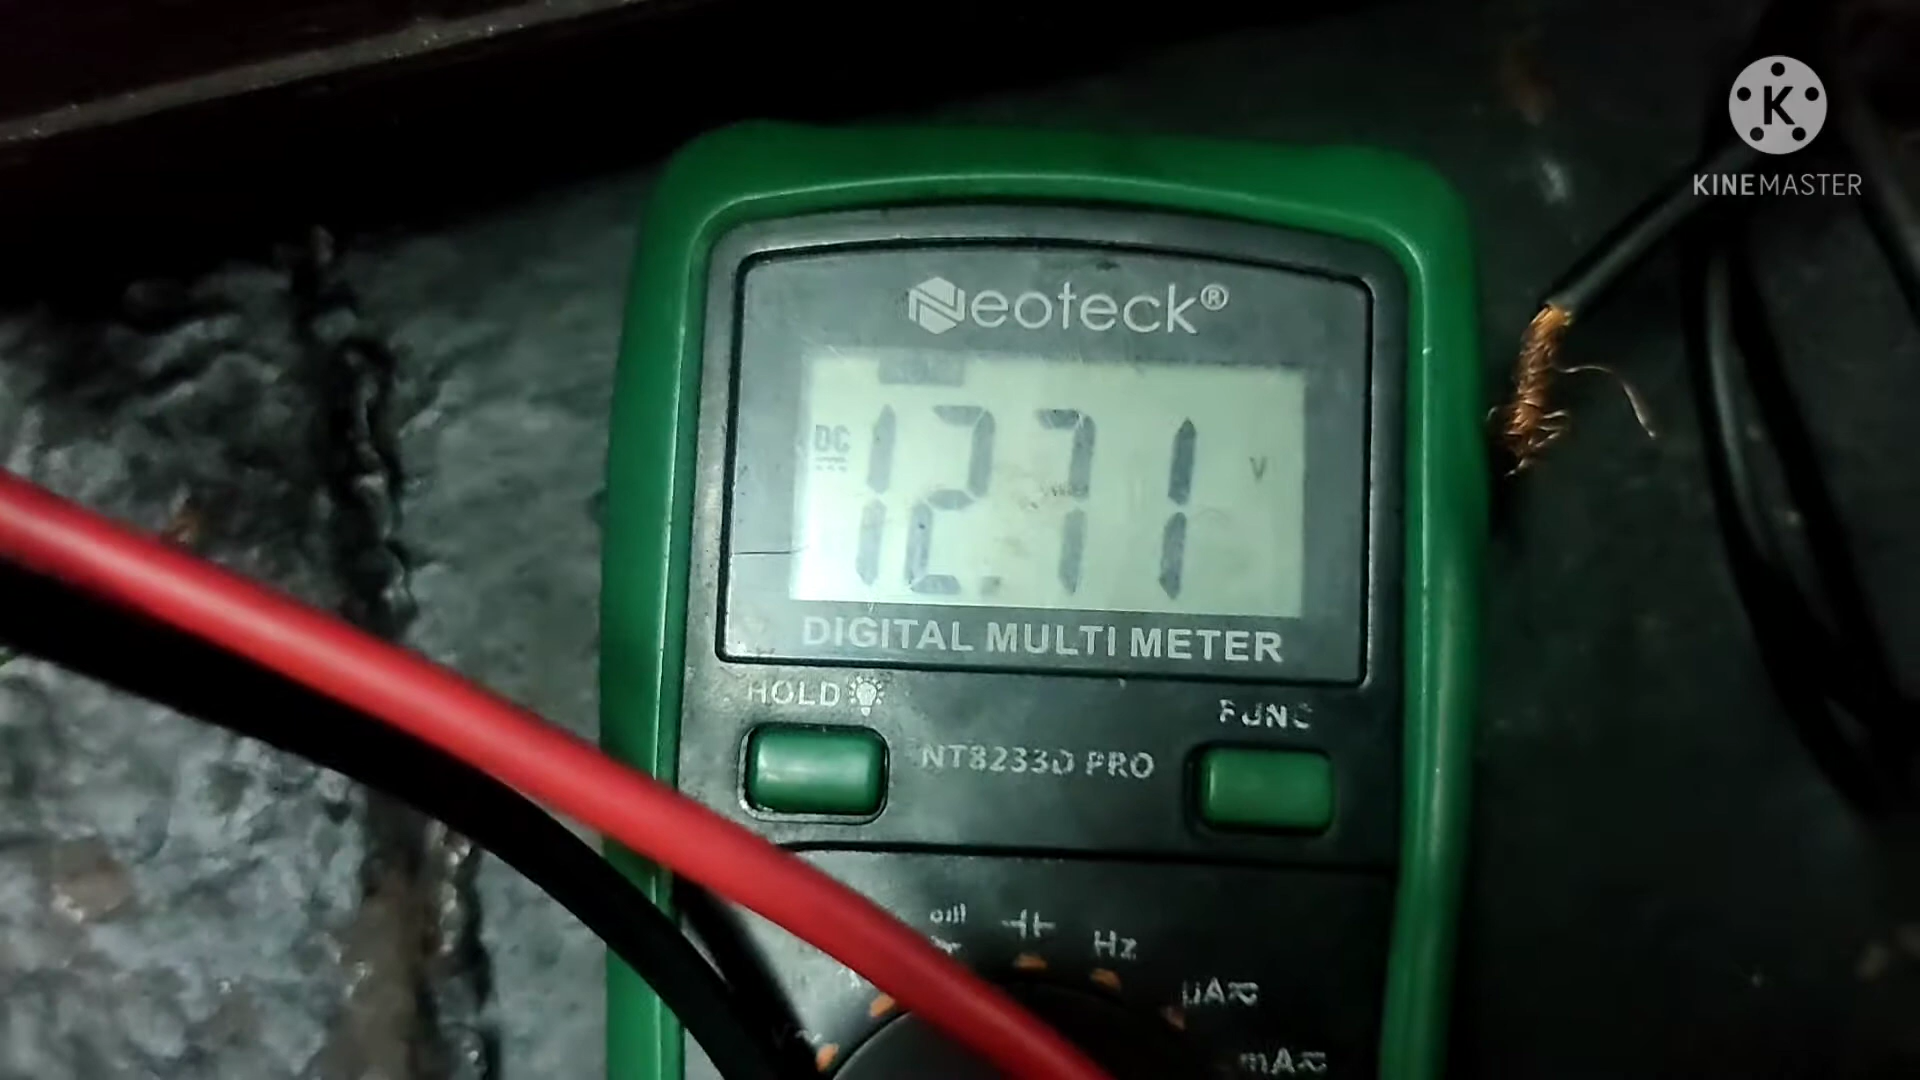 KINEMASTER
Neoteck®
DC
12.71
V
DIGITAL MULTI METER
HOLD
FUNC
NT8233D PRO
Hz
µA
mA